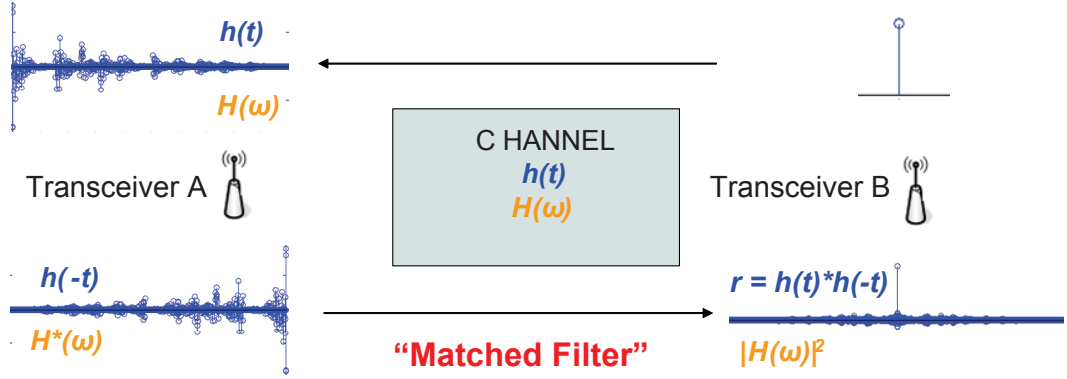 h(t)
H(ω)
C HANNEL
h(t)
H(ω)
Transceiver A
Transceiver B
h(-t)
H*(ω)
"Matched Filter"
r = h(t)*h(-t)
|H(ω)|²